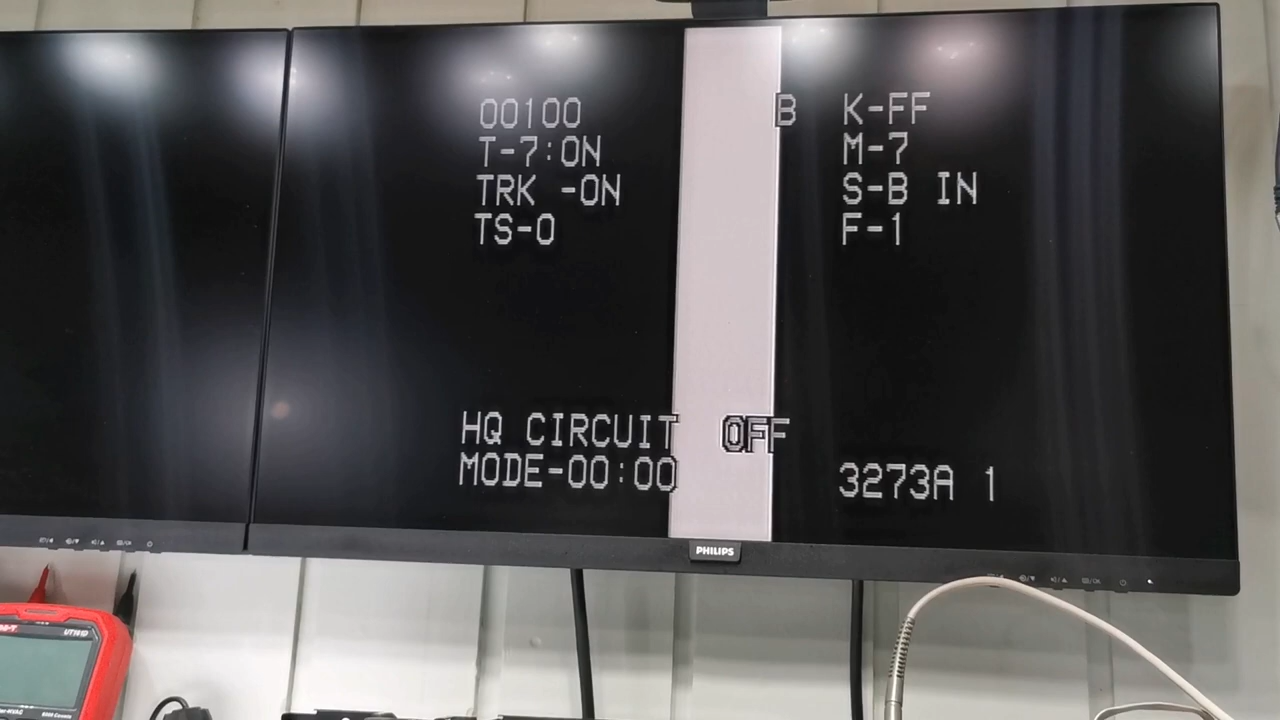 00100 B K-FF
T-7:ON M-7
TRK -ON S-B IN
TS-0 F-1
HQ CIRCUIT OFF
MODE-00:00 3273A 1
PHILIPS